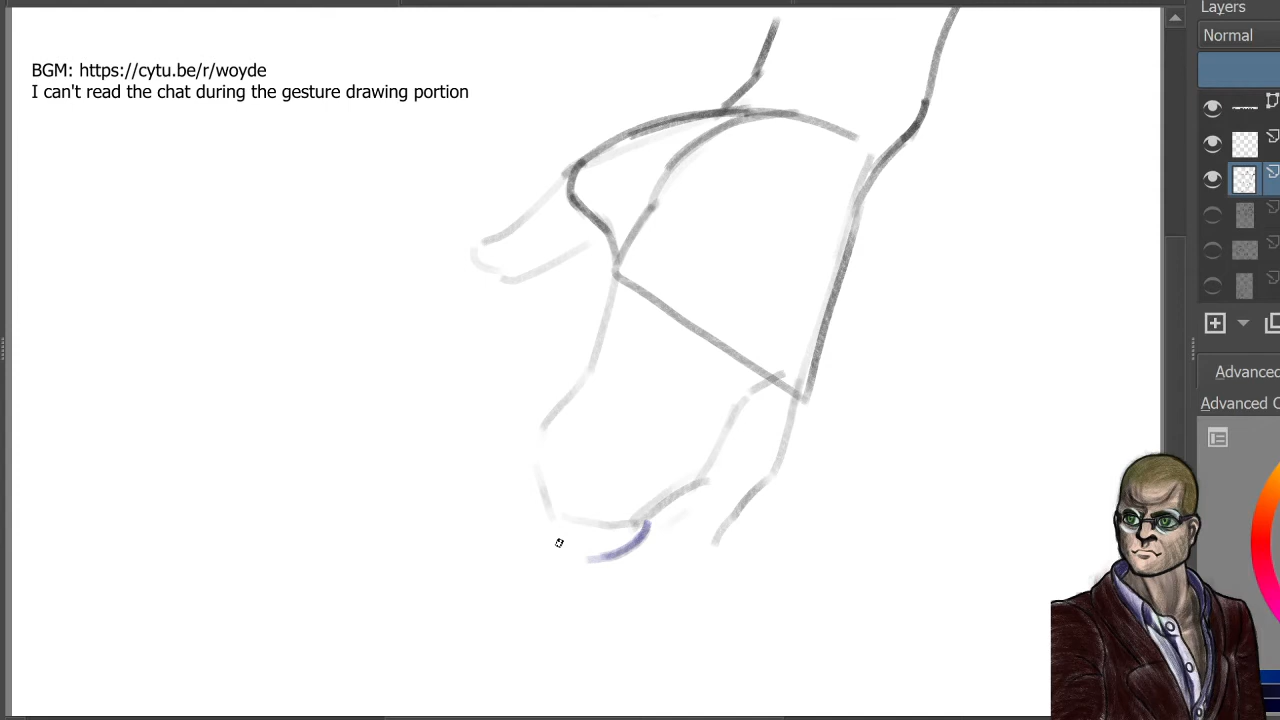 Layers
Normal
BGM: https://cytu.be/r/woyde
I can't read the chat during the gesture drawing portion
Advanced
Advanced C